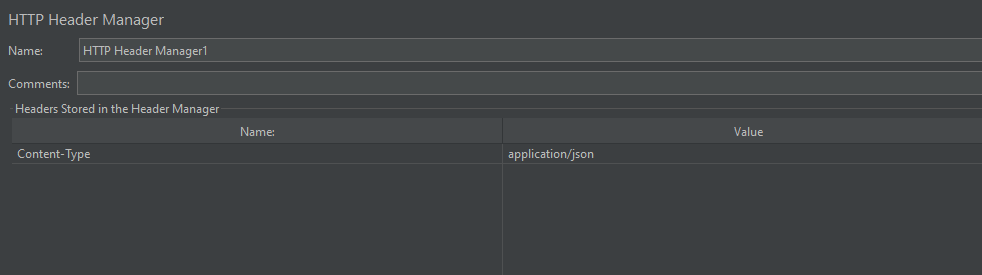 HTTP Header Manager
Name: HTTP Header Manager1
Comments:
Headers Stored in the Header Manager
Name: Value
Content-Type application/json